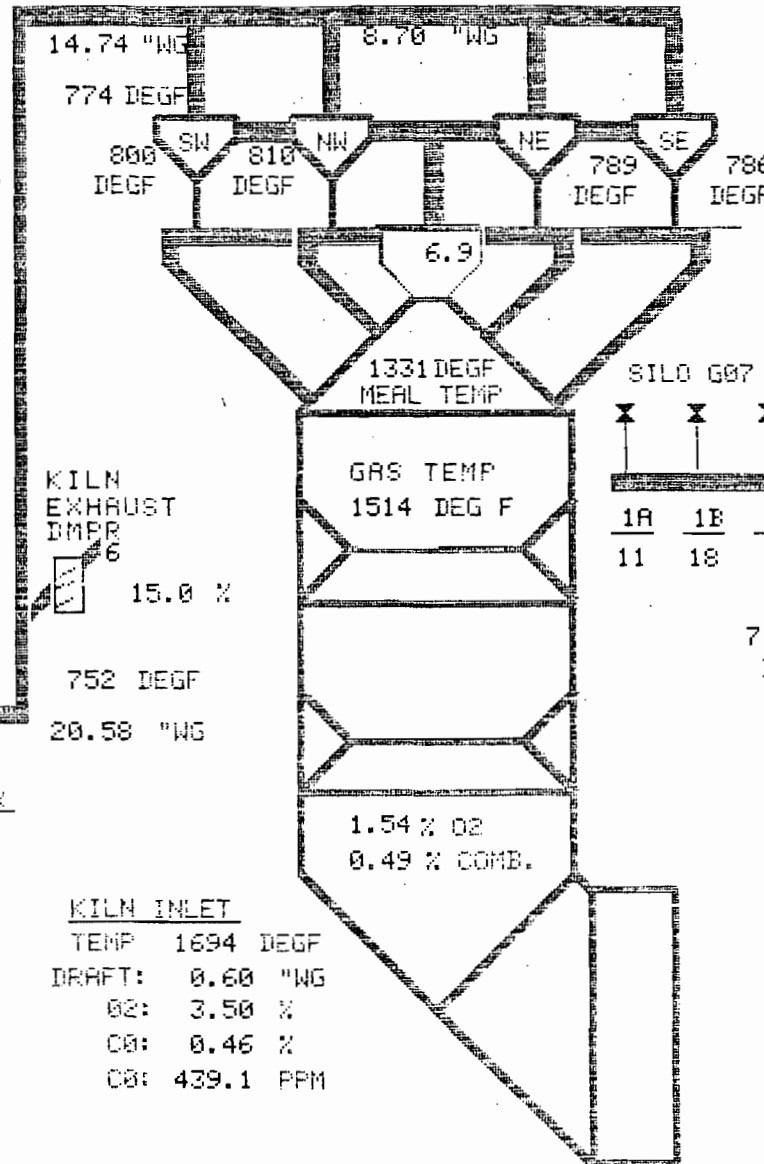 14.74 "WG
8.70 "WG
774 DEGF
SW
NW
NE
SE
800
DEGF
810
DEGF
789
DEGF
786
DEGF
6.9
1331 DEGF
MEAL TEMP
SILO G07
GAS TEMP
1514 DEG F
KILN
EXHAUST
DMPR
6
15.0 %
1A
1B
11
18
7
752 DEGF
20.58 "WG
1.54 % O2
0.49 % COMB.
KILN INLET
TEMP 1694 DEGF
DRAFT: 0.60 "WG
O2: 3.50 %
CO: 0.46 %
CO: 439.1 PPM